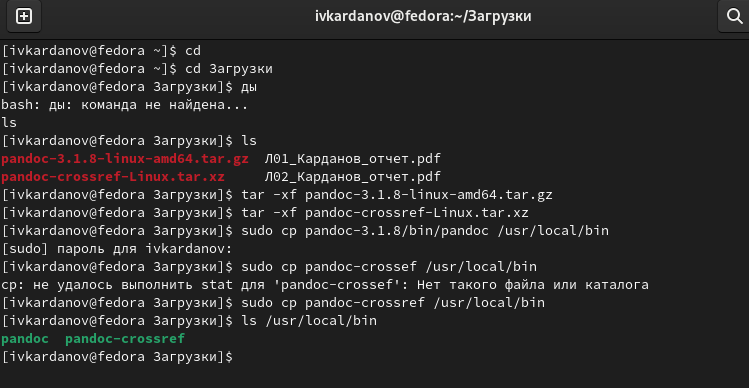 ivkardanov@fedora:~/Загрузки
[ivkardanov@fedora ~]$ cd
[ivkardanov@fedora ~]$ cd Загрузки
[ivkardanov@fedora Загрузки]$ ды
bash: ды: команда не найдена...
ls
[ivkardanov@fedora Загрузки]$ ls
pandoc-3.1.8-linux-amd64.tar.gz  Л01_Карданов_отчет.pdf
pandoc-crossref-Linux.tar.xz     Л02_Карданов_отчет.pdf
[ivkardanov@fedora Загрузки]$ tar -xf pandoc-3.1.8-linux-amd64.tar.gz
[ivkardanov@fedora Загрузки]$ tar -xf pandoc-crossref-Linux.tar.xz
[ivkardanov@fedora Загрузки]$ sudo cp pandoc-3.1.8/bin/pandoc /usr/local/bin
[sudo] пароль для ivkardanov:
[ivkardanov@fedora Загрузки]$ sudo cp pandoc-crossef /usr/local/bin
cp: не удалось выполнить stat для 'pandoc-crossef': Нет такого файла или каталога
[ivkardanov@fedora Загрузки]$ sudo cp pandoc-crossref /usr/local/bin
[ivkardanov@fedora Загрузки]$ ls /usr/local/bin
pandoc  pandoc-crossref
[ivkardanov@fedora Загрузки]$